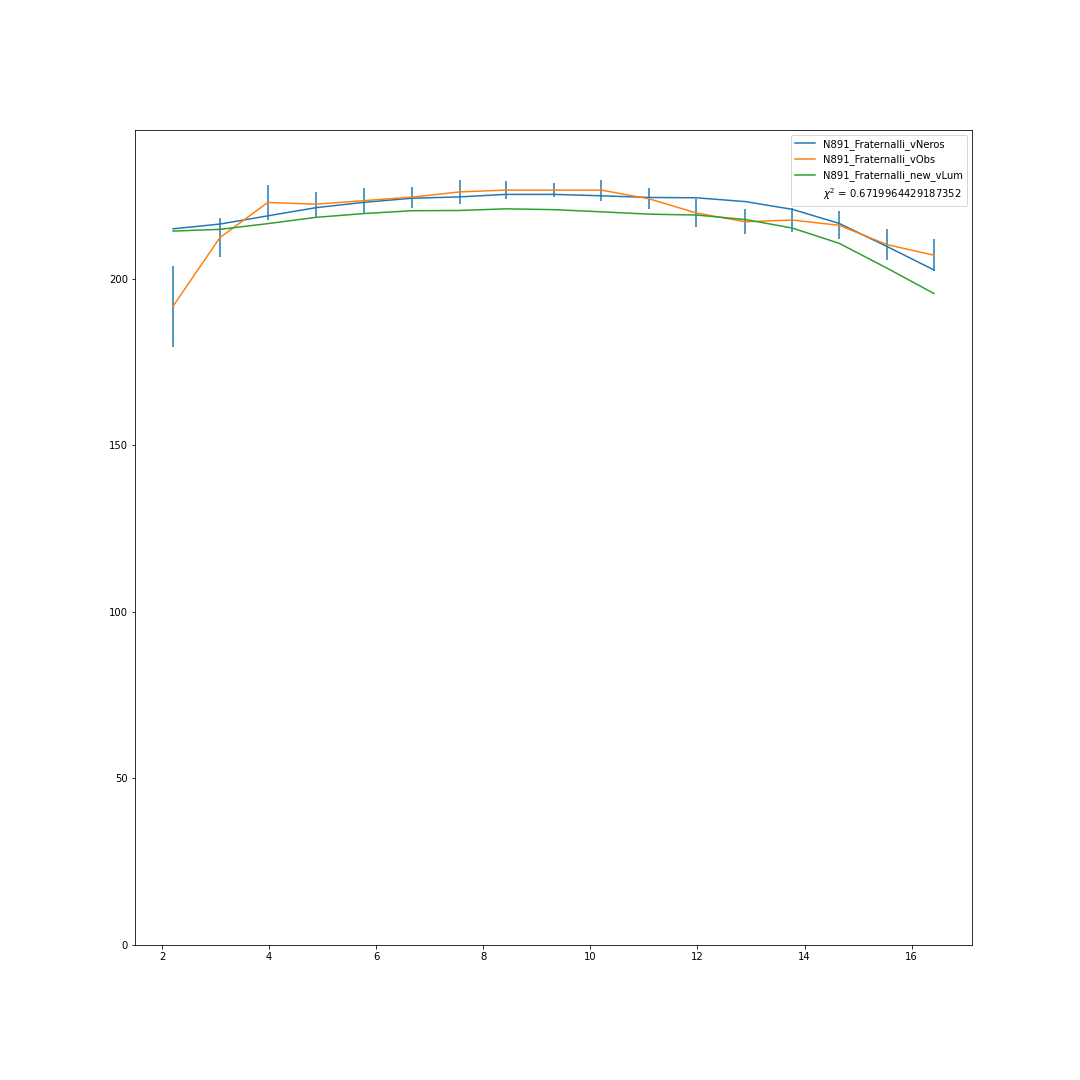 N891_Fraternalli_vNeros
N891_Fraternalli_vObs
N891_Fraternalli_new_vLum
χ² = 0.6719964429187352
200
150
100
50
0
2 4 6 8 10 12 14 16